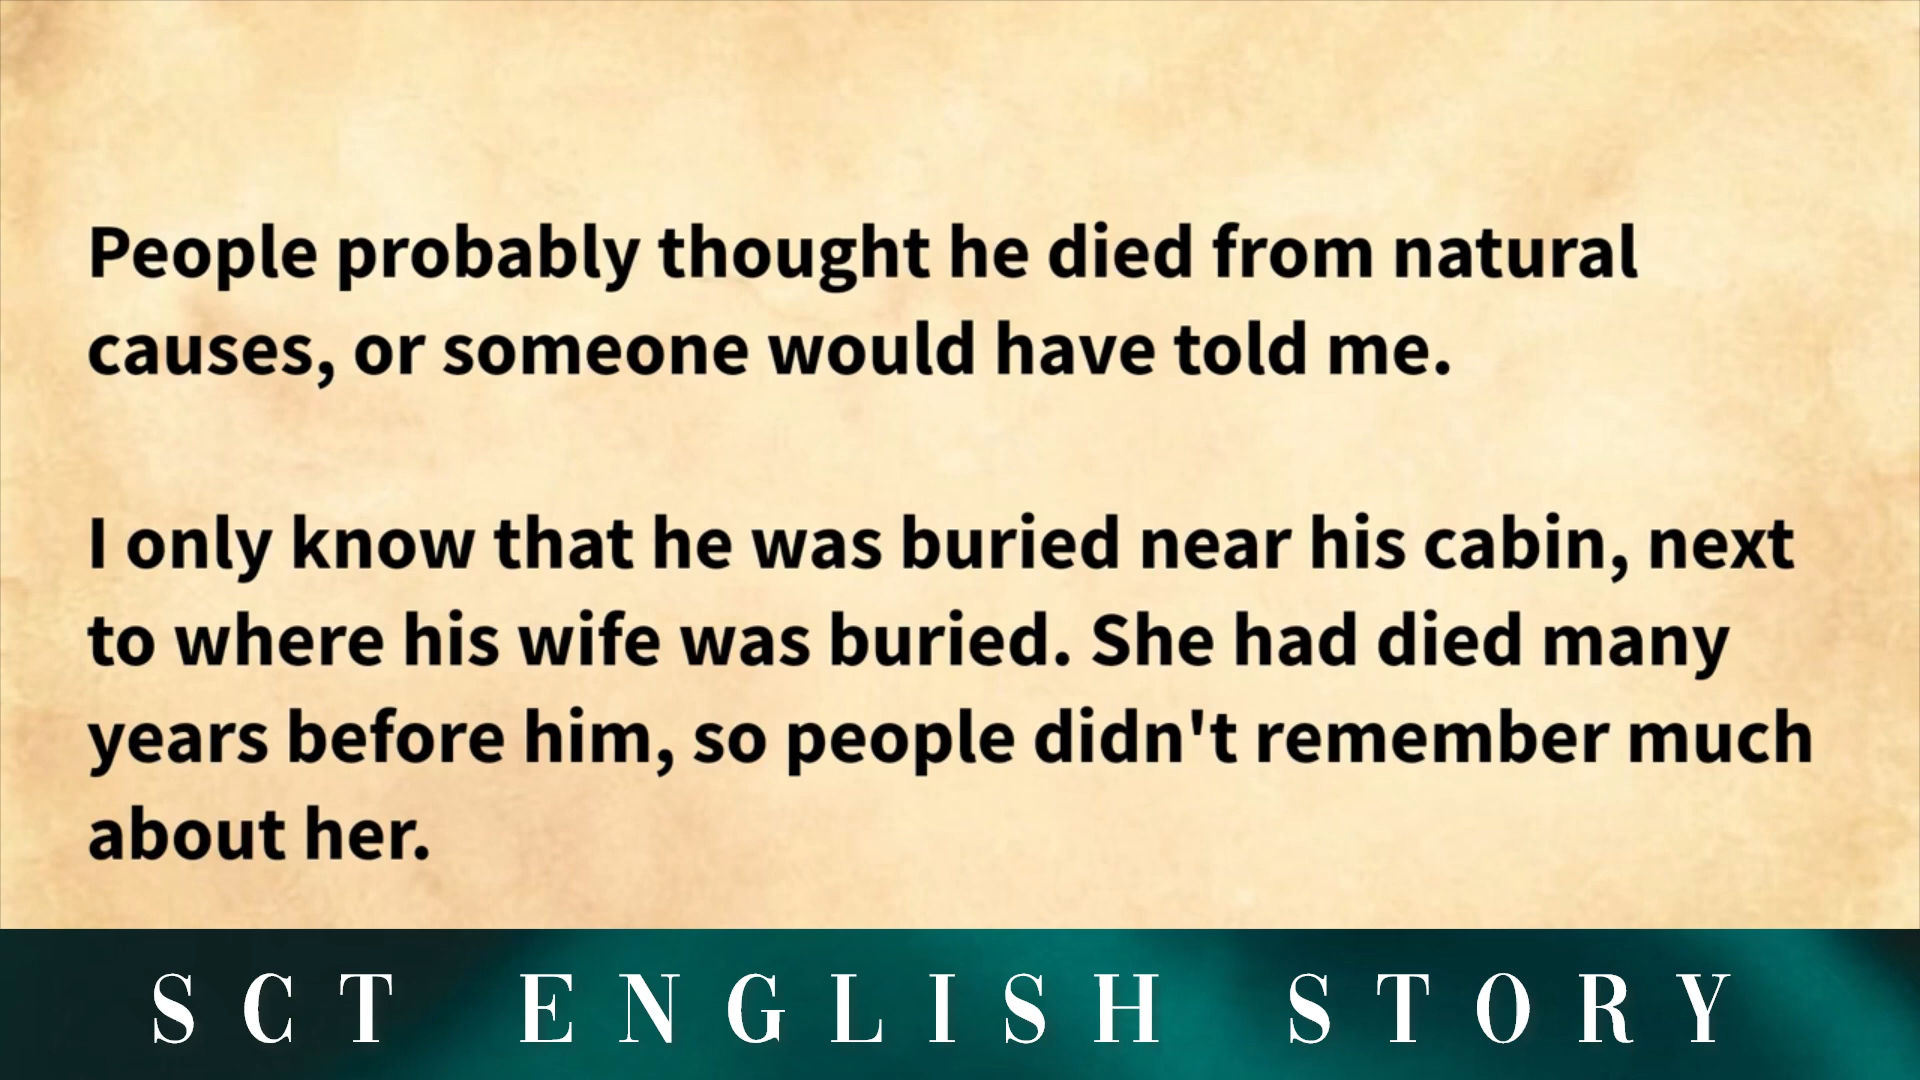 People probably thought he died from natural
causes, or someone would have told me.
I only know that he was buried near his cabin, next
to where his wife was buried. She had died many
years before him, so people didn't remember much
about her.
SCT ENGLISH STORY